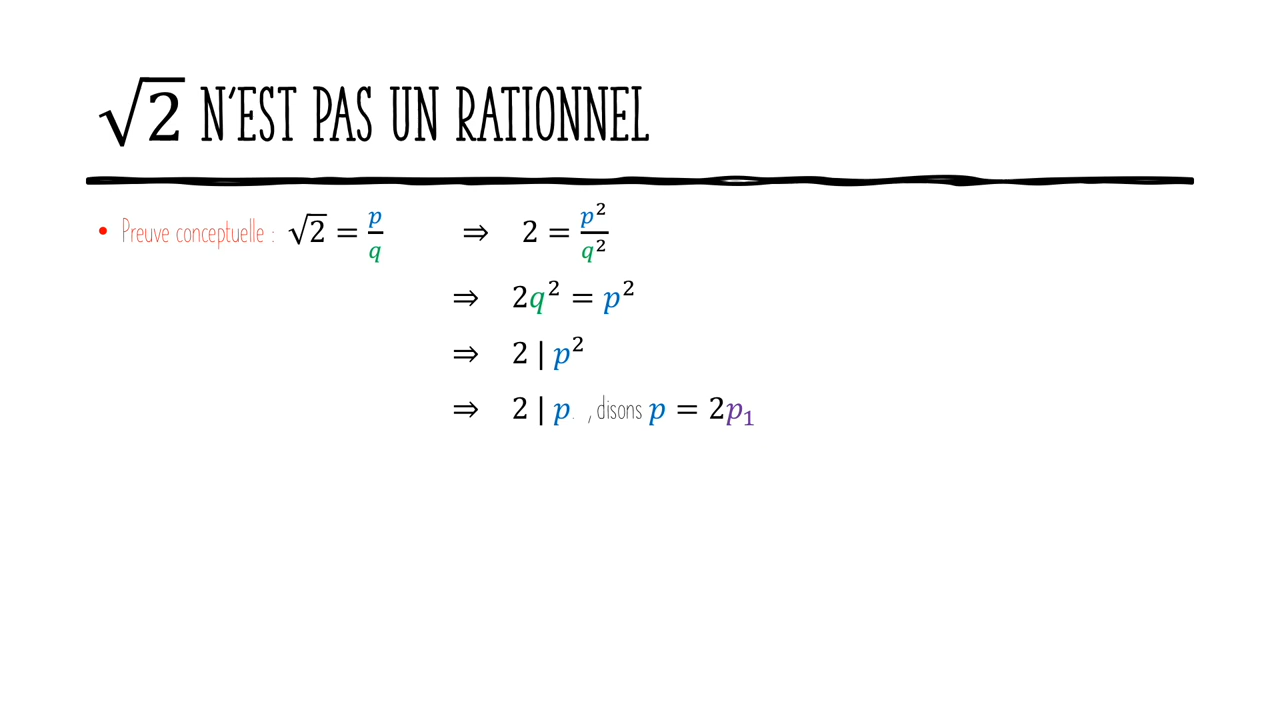 √2 N'EST PAS UN RATIONNEL
• Preuve conceptuelle : √2 = p/q ⇒ 2 = p²/q²
⇒ 2q² = p²
⇒ 2 | p²
⇒ 2 | p , disons p = 2p₁